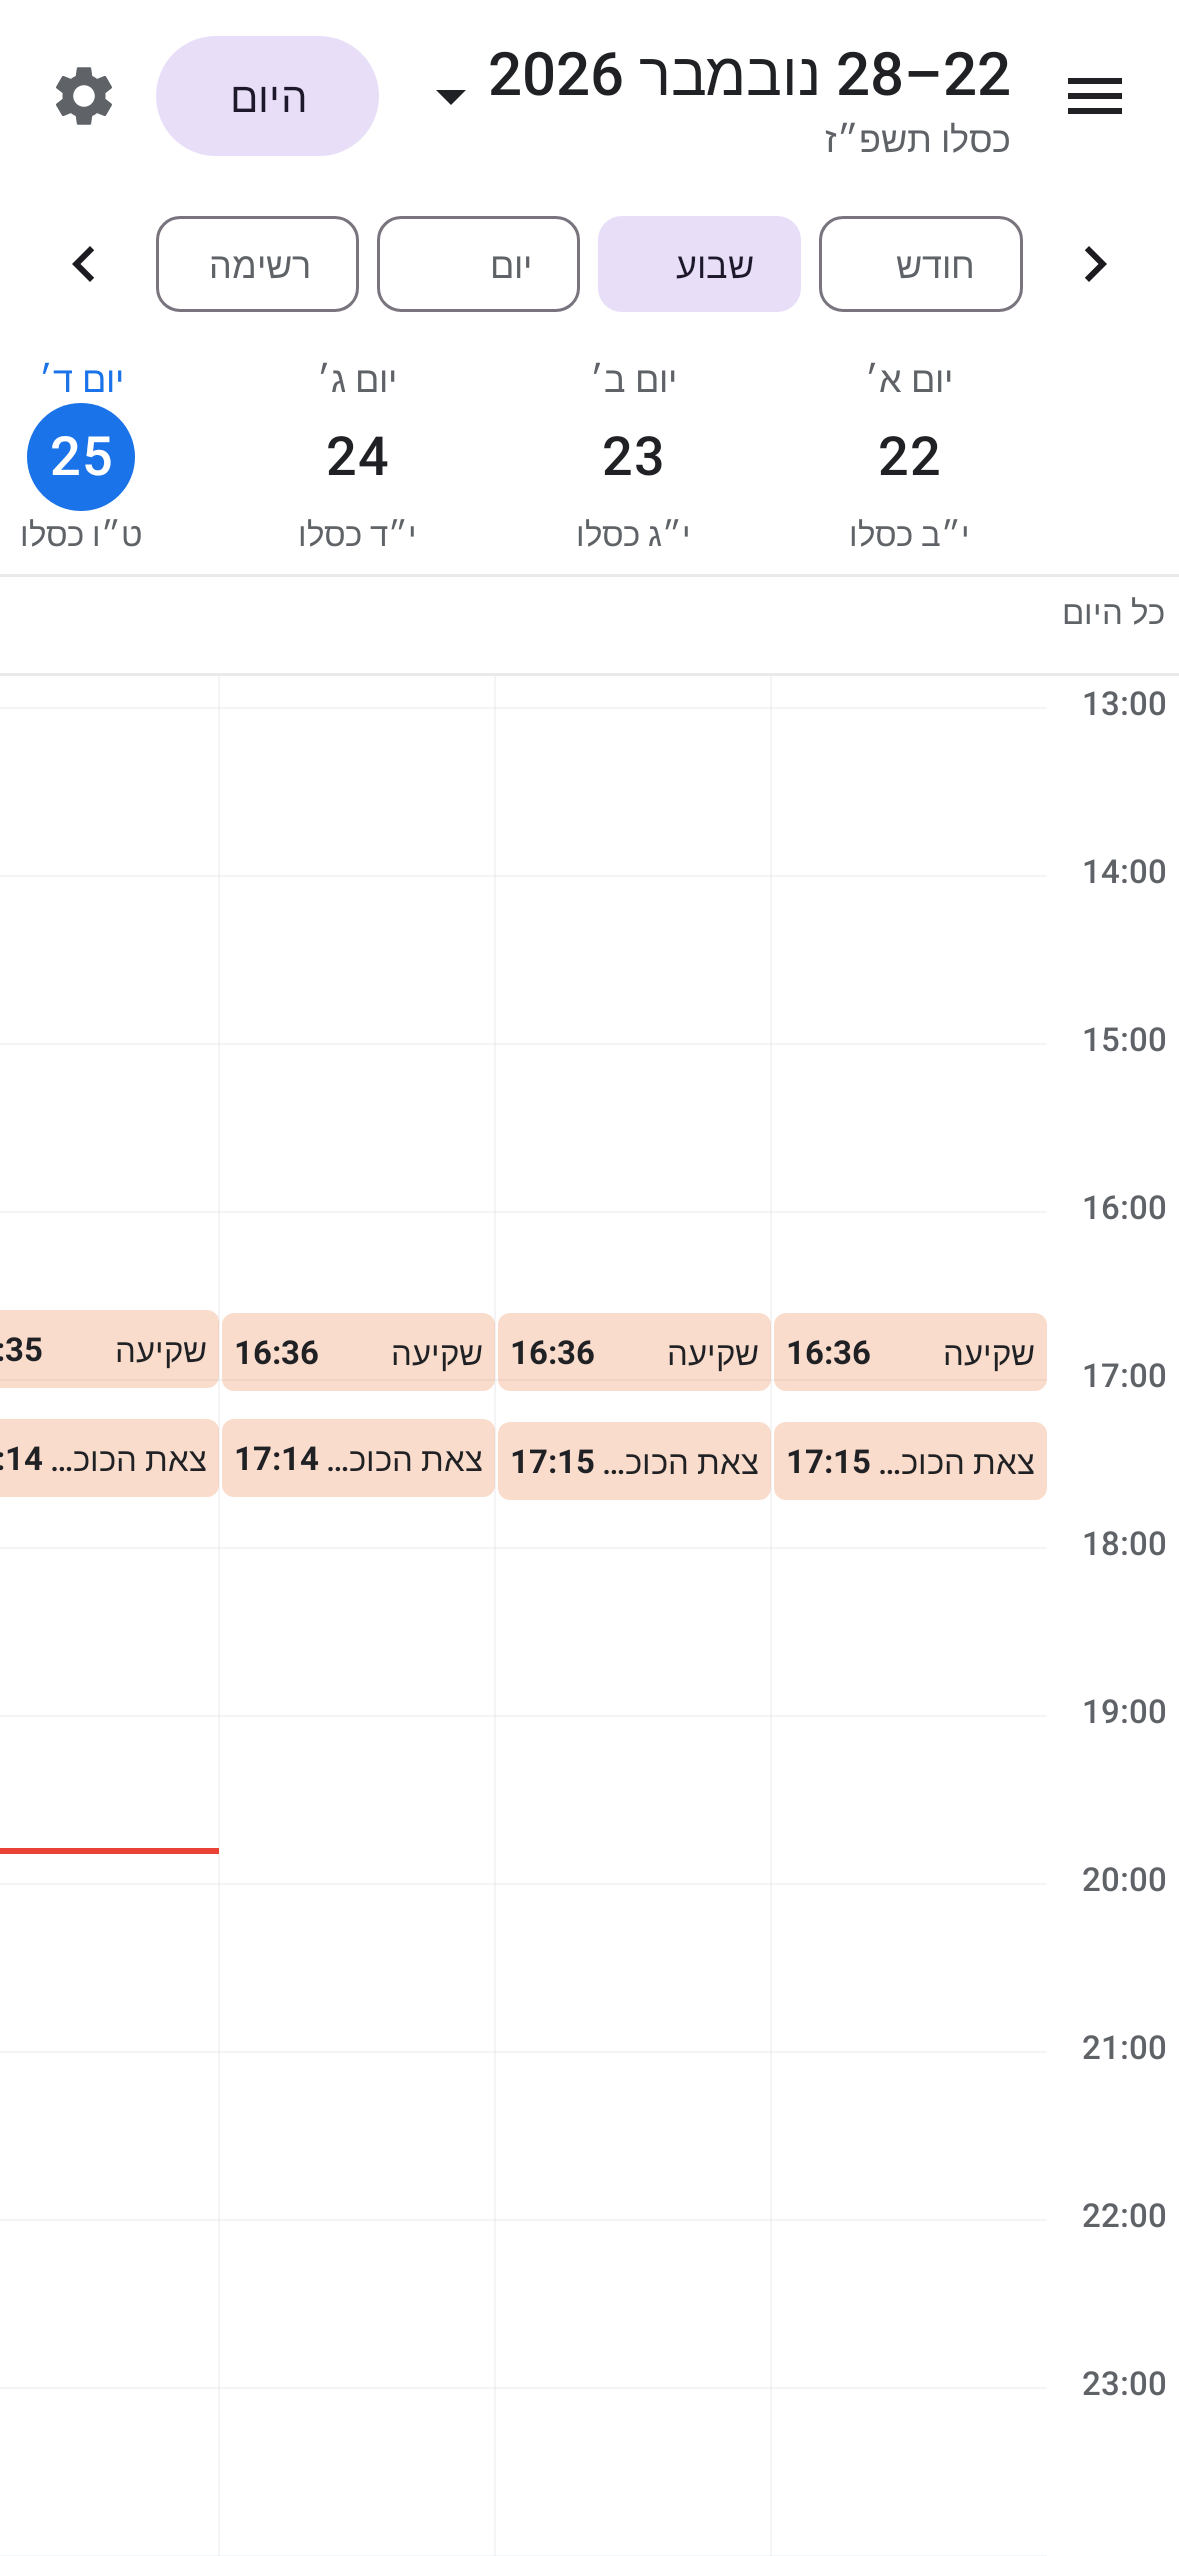 22–28 נובמבר 2026
כסלו תשפ״ז
היום
חודש
שבוע
יום
רשימה
יום א׳
יום ב׳
יום ג׳
יום ד׳
22
23
24
25
י״ב כסלו
י״ג כסלו
י״ד כסלו
ט״ו כסלו
כל היום
13:00
14:00
15:00
16:00
שקיעה 16:36
שקיעה 16:36
שקיעה 16:36
שקיעה :35
17:00
צאת הכוכ... 17:15
צאת הכוכ... 17:15
צאת הכוכ... 17:14
צאת הכוכ... :14
18:00
19:00
20:00
21:00
22:00
23:00